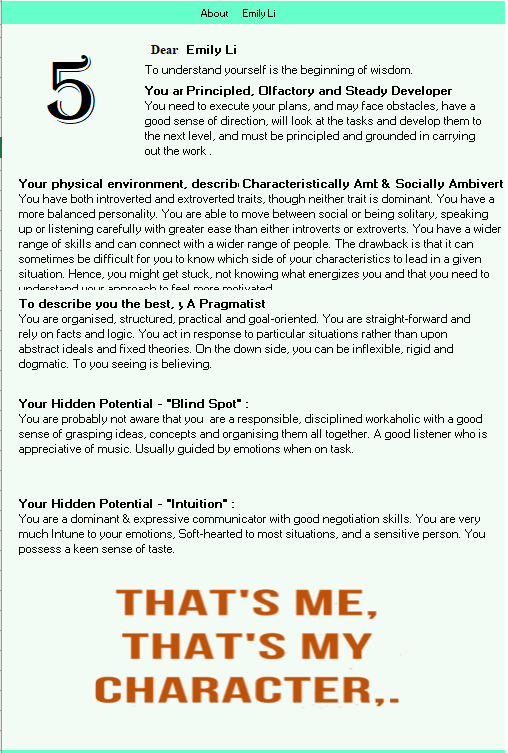 About Emily Li
5
Dear Emily Li
To understand yourself is the beginning of wisdom.
You ar Principled, Olfactory and Steady Developer
You need to execute your plans, and may face obstacles, have a
good sense of direction, will look at the tasks and develop them to
the next level, and must be principled and grounded in carrying
out the work .
Your physical environment, describ Characteristically Amb & Socially Ambivert
You have both introverted and extroverted traits, though neither trait is dominant. You have a
more balanced personality. You are able to move between social or being solitary, speaking
up or listening carefully with greater ease than either introverts or extroverts. You have a wider
range of skills and can connect with a wider range of people. The drawback is that it can
sometimes be difficult for you to know which side of your characteristics to lead in a given
situation. Hence, you might get stuck, not knowing what energizes you and that you need to
understand your approach to feel more motivated.
To describe you the best, y A Pragmatist
You are organised, structured, practical and goal-oriented. You are straight-forward and
rely on facts and logic. You act in response to particular situations rather than upon
abstract ideals and fixed theories. On the down side, you can be inflexible, rigid and
dogmatic. To you seeing is believing.
Your Hidden Potential - "Blind Spot" :
You are probably not aware that you are a responsible, disciplined workaholic with a good
sense of grasping ideas, concepts and organising them all together. A good listener who is
appreciative of music. Usually guided by emotions when on task.
Your Hidden Potential - "Intuition" :
You are a dominant & expressive communicator with good negotiation skills. You are very
much Intune to your emotions, Soft-hearted to most situations, and a sensitive person. You
possess a keen sense of taste.
THAT'S ME,
THAT'S MY
CHARACTER,.